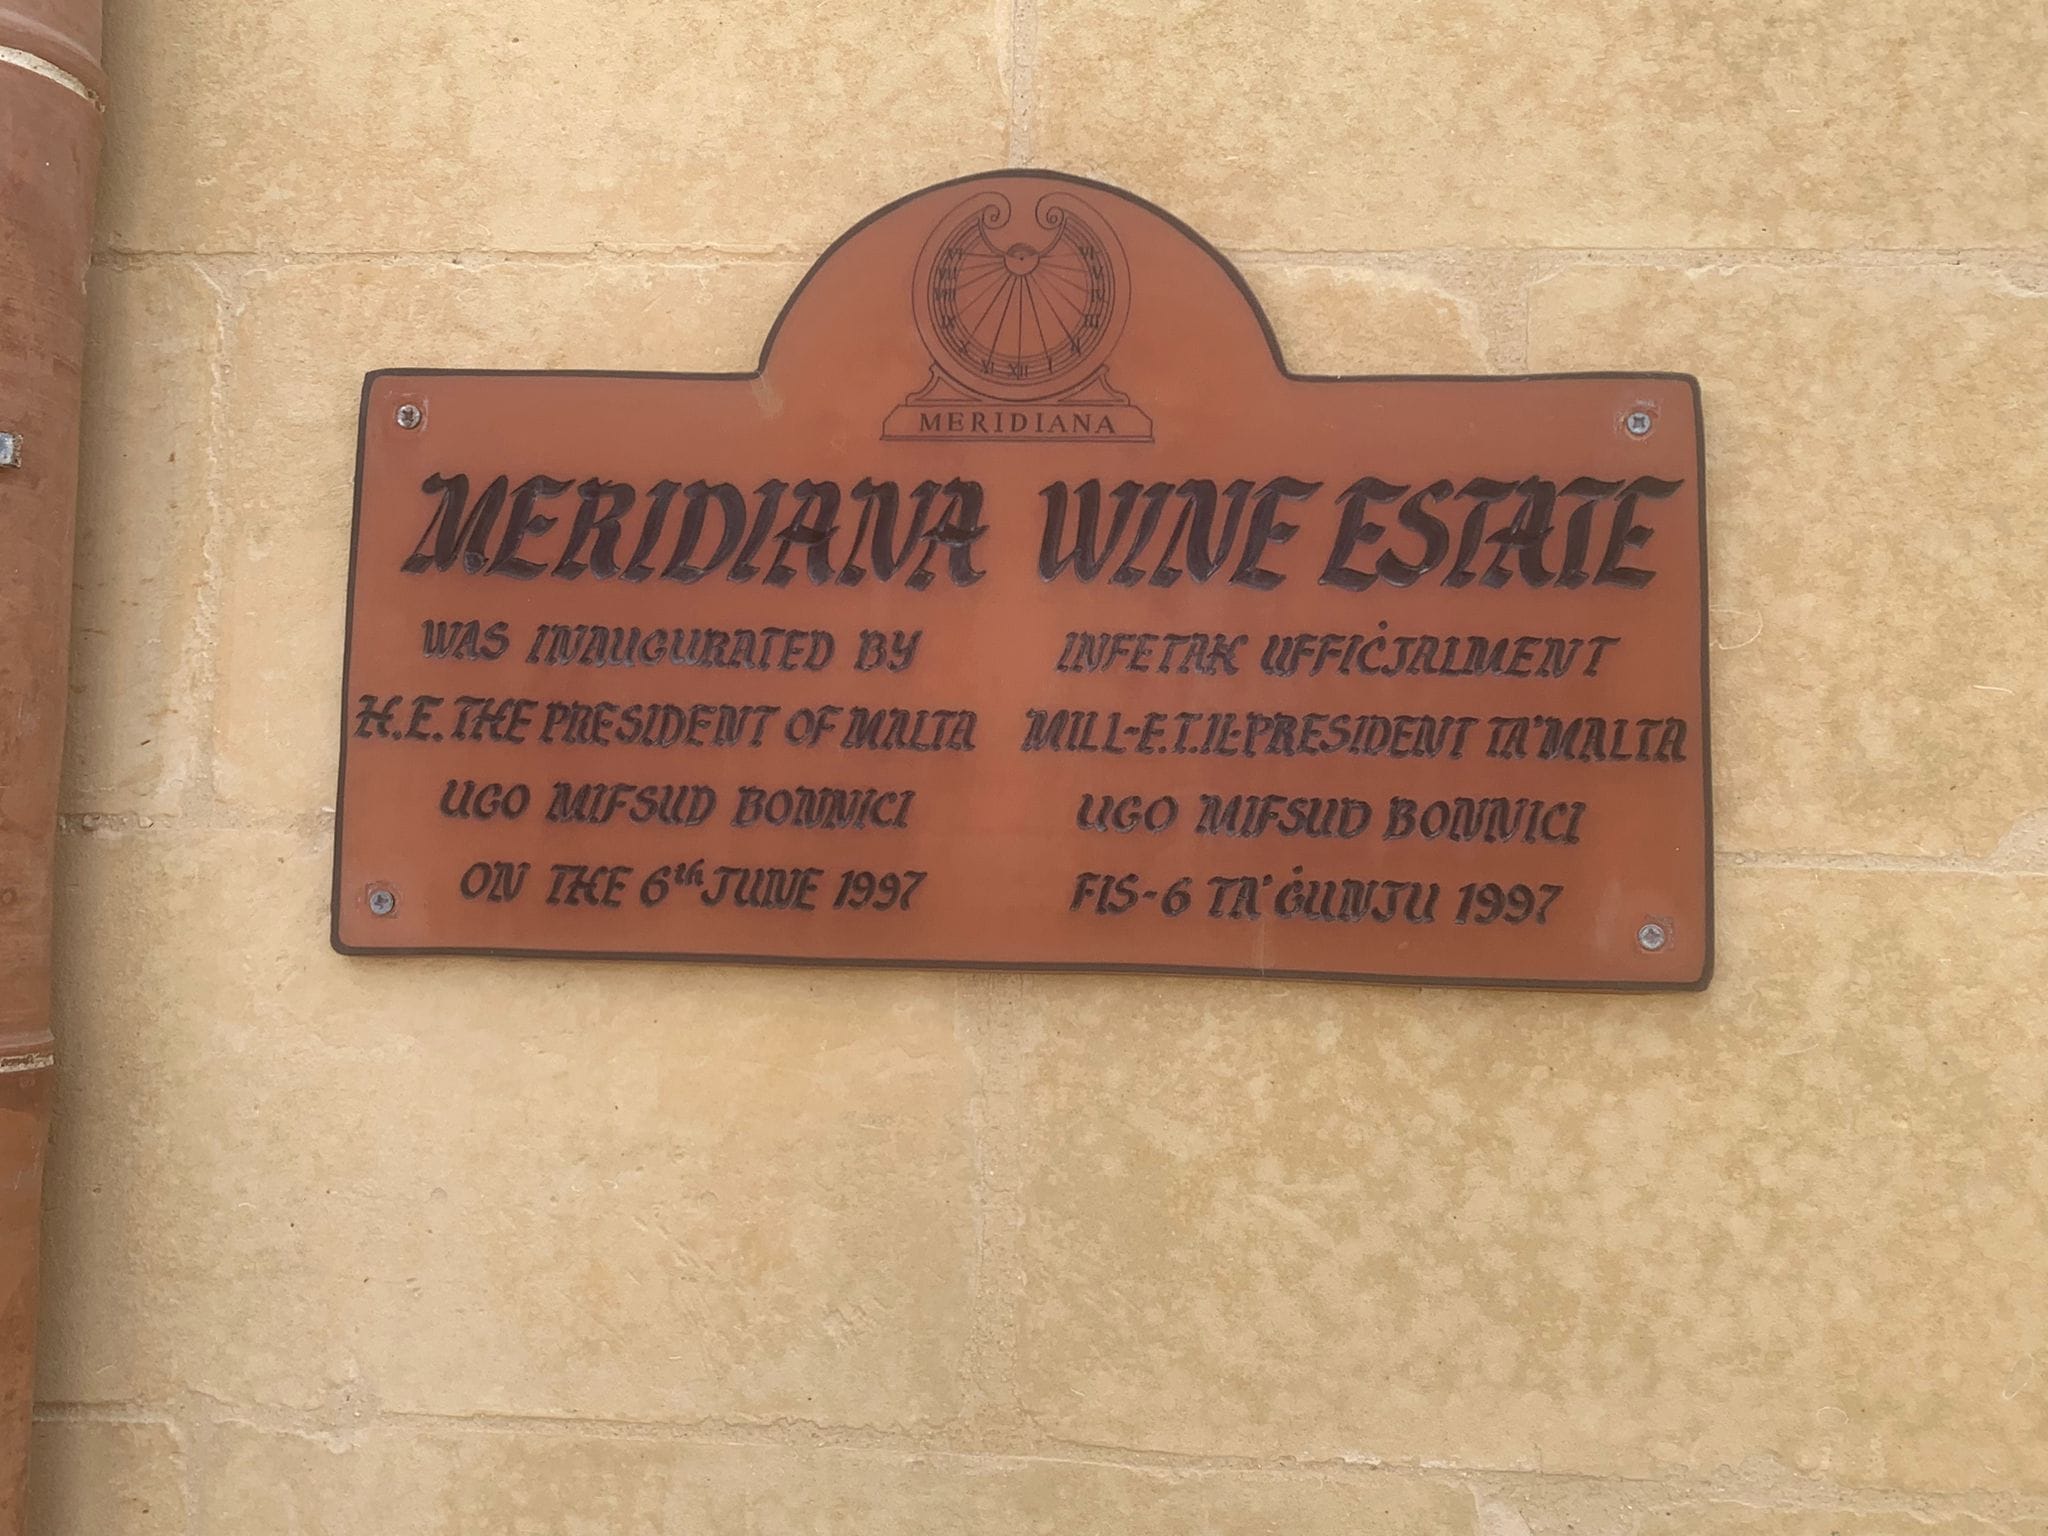 MERIDIANA
MERIDIANA WINE ESTATE
WAS INAUGURATED BY
H.E. THE PRESIDENT OF MALTA
UGO MIFSUD BONNICI
ON THE 6th JUNE 1997
INFETAĦ UFFIĊJALMENT
MILL-E.T. IL-PRESIDENT TA' MALTA
UGO MIFSUD BONNICI
FIS-6 TA' ĠUNJU 1997